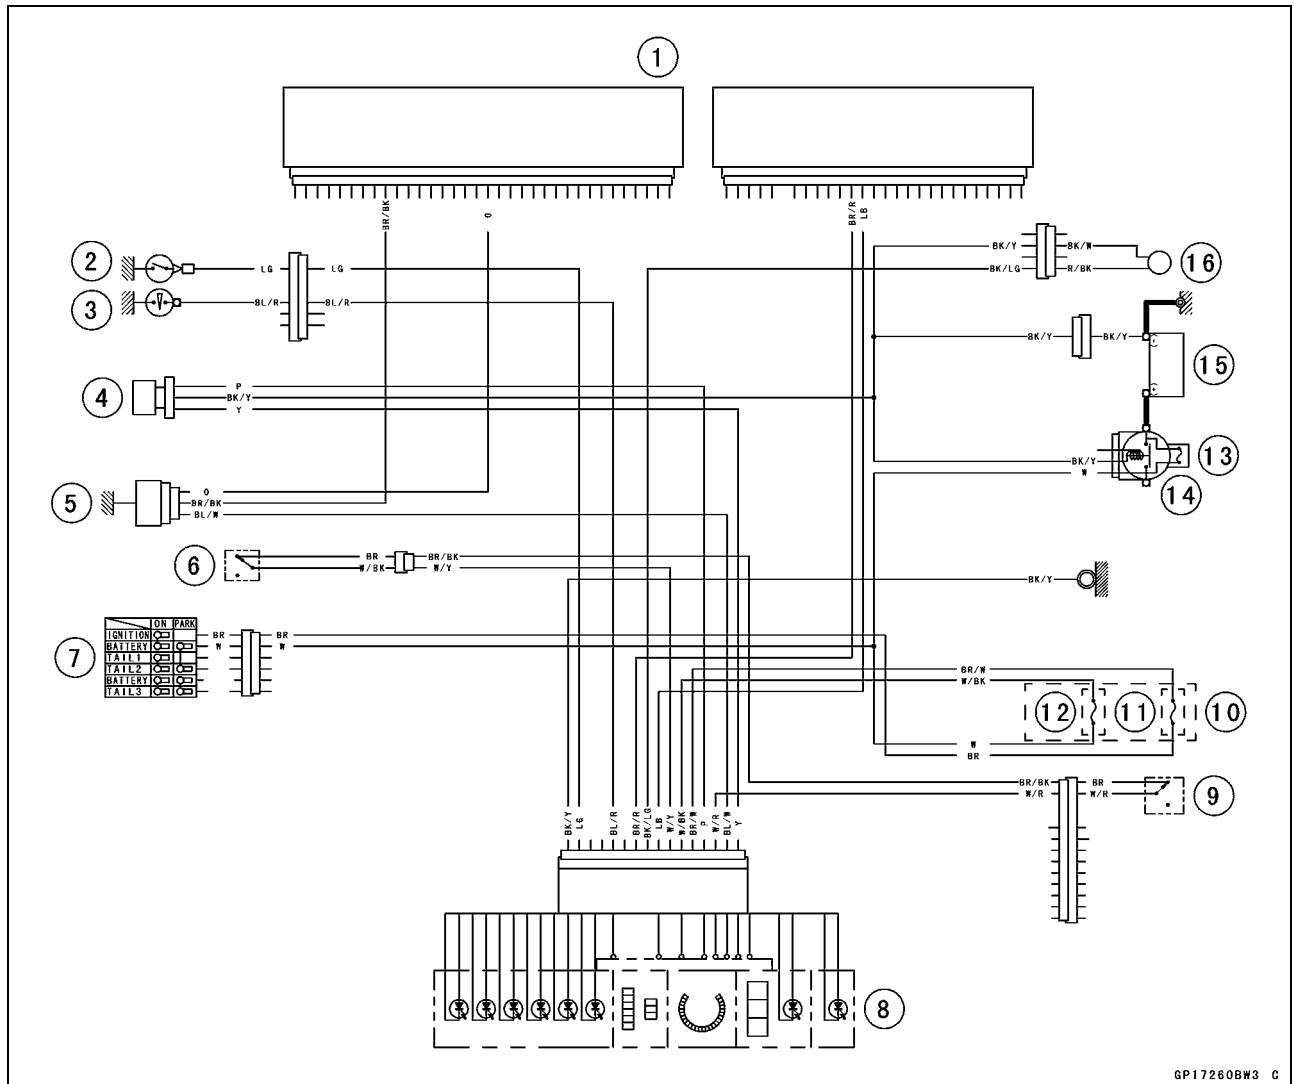 1
BR/BK
O
BR/R
LB
2
LG
LG
BK/Y
BK/W
BK/LG
R/BK
16
3
BL/R
BL/R
BK/Y
BK/Y
(-)
15
(+)
4
P
BK/Y
Y
BK/Y
W
13
14
5
O
BR/BK
BL/W
6
BR
BR/BK
W/BK
W/Y
BK/Y
7
ON
PARK
IGNITION
BATTERY
TAIL1
TAIL2
BATTERY
TAIL3
BR
BR
W
W
BR/W
W/BK
12
11
10
W
BR
BR/BK
BR
W/R
W/R
9
BK/Y
LG
BL/R
BR/R
BK/LG
LB
W/Y
W/BK
BR/W
P
W/R
BL/W
Y
8
GP17260BW3 C